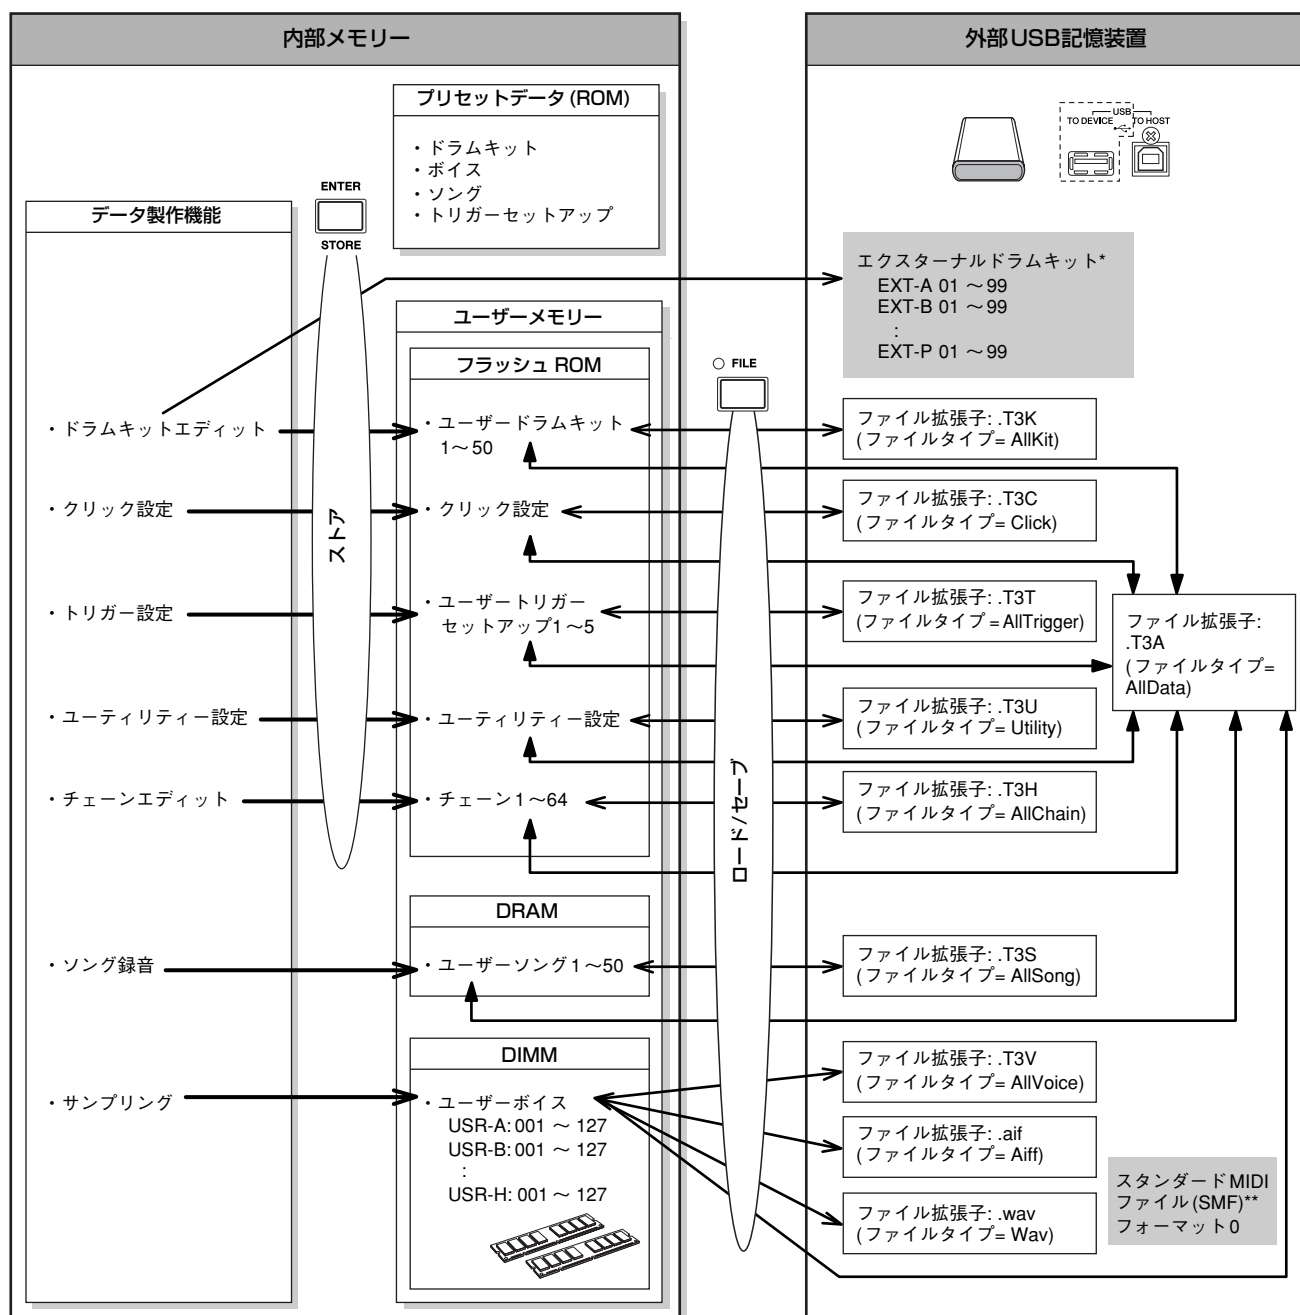 内部メモリー
外部USB記憶装置
プリセットデータ(ROM)
・ドラムキット
・ボイス
・ソング
・トリガーセットアップ
USB
TO DEVICE
TO HOST
ENTER
STORE
データ製作機能
エクスターナルドラムキット*
EXT-A 01 ～99
EXT-B 01 ～99
:
EXT-P 01 ～99
ユーザーメモリー
フラッシュ ROM
FILE
・ドラムキットエディット
・ユーザードラムキット
1～50
ファイル拡張子: .T3K
(ファイルタイプ= AllKit)
・クリック設定
・クリック設定
ファイル拡張子: .T3C
(ファイルタイプ= Click)
ストア
・トリガー設定
・ユーザートリガー
セットアップ1～5
ファイル拡張子: .T3T
(ファイルタイプ= AllTrigger)
ファイル拡張子:
.T3A
(ファイルタイプ=
AllData)
・ユーティリティー設定
・ユーティリティー設定
ファイル拡張子: .T3U
(ファイルタイプ= Utility)
・チェーンエディット
・チェーン1～64
ファイル拡張子: .T3H
(ファイルタイプ= AllChain)
ロード/セーブ
DRAM
・ソング録音
・ユーザーソング1～50
ファイル拡張子: .T3S
(ファイルタイプ= AllSong)
DIMM
・サンプリング
・ユーザーボイス
USR-A: 001 ～ 127
USR-B: 001 ～ 127
:
USR-H: 001 ～ 127
ファイル拡張子: .T3V
(ファイルタイプ= AllVoice)
ファイル拡張子: .aif
(ファイルタイプ= Aiff)
ファイル拡張子: .wav
(ファイルタイプ= Wav)
スタンダードMIDI
ファイル(SMF)**
フォーマット0